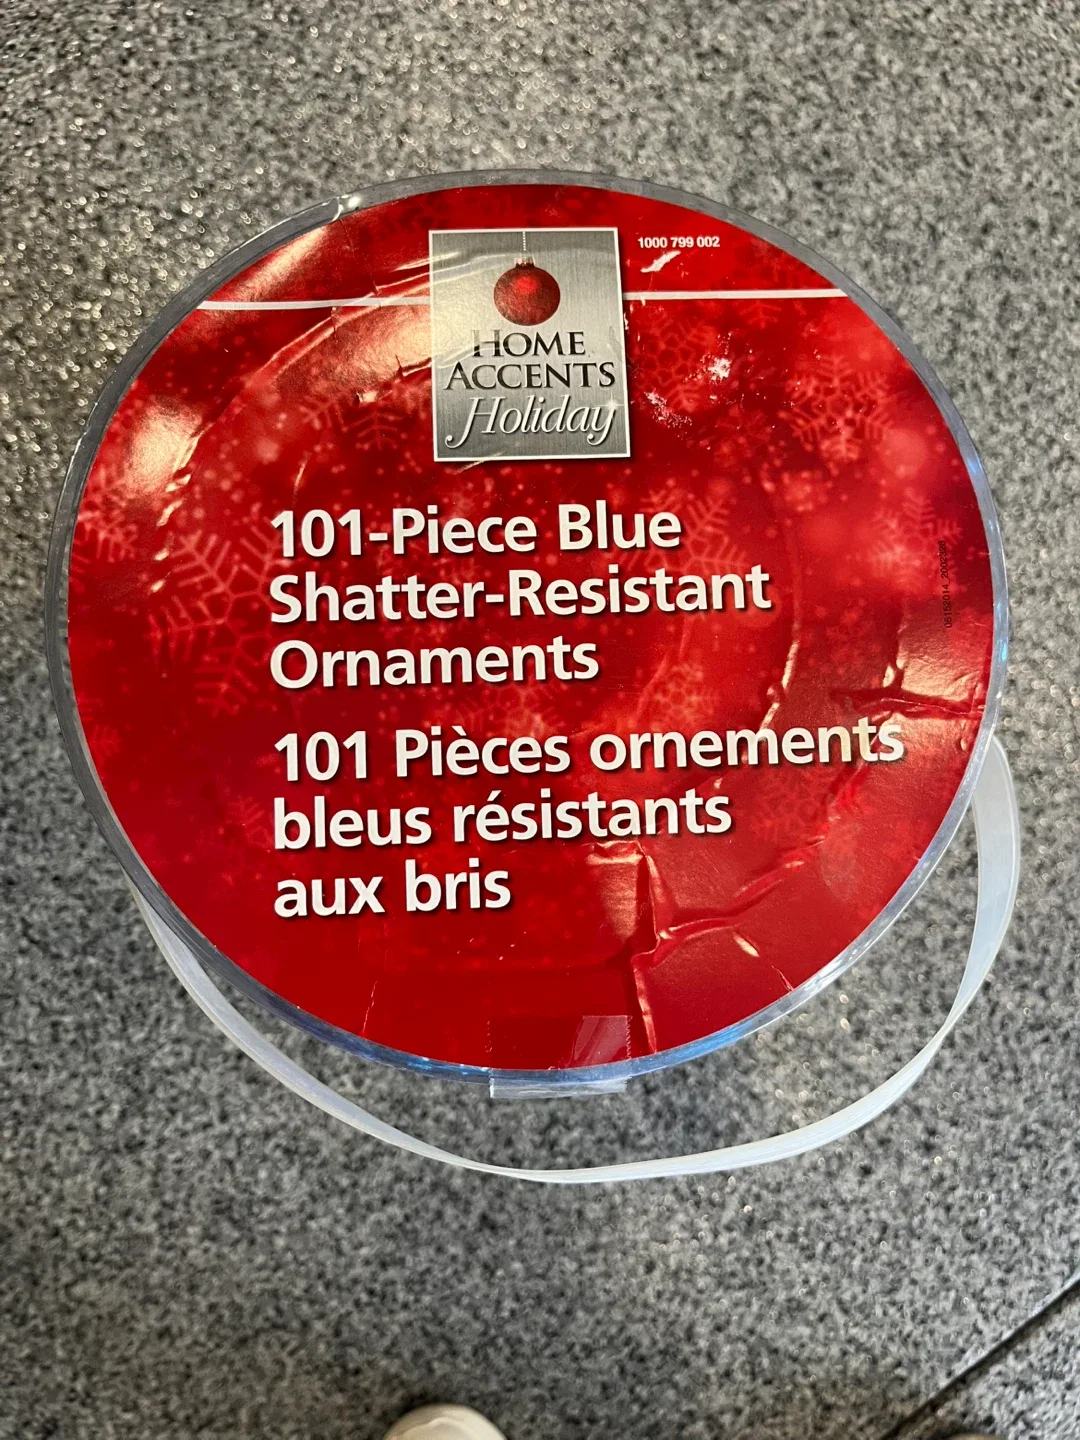 1000 799 002
HOME
ACCENTS
Holiday
101-Piece Blue
Shatter-Resistant
Ornaments
101 Pièces ornements
bleus résistants
aux bris